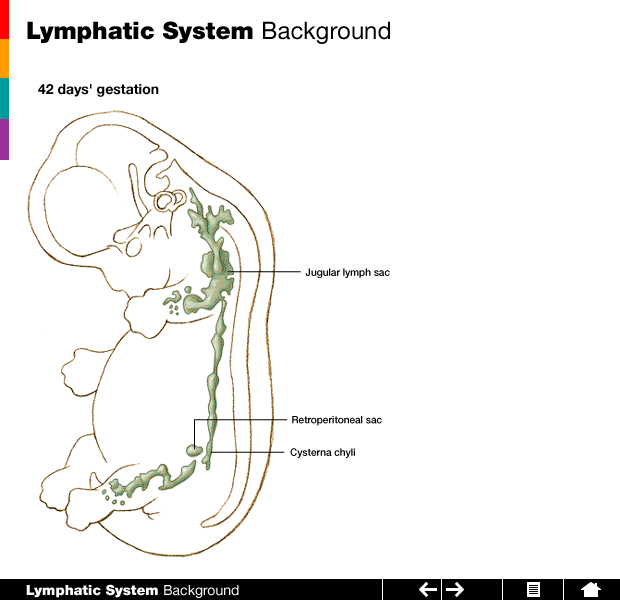 Lymphatic System Background
42 days' gestation
Jugular lymph sac
Retroperitoneal sac
Cysterna chyli
Lymphatic System Background